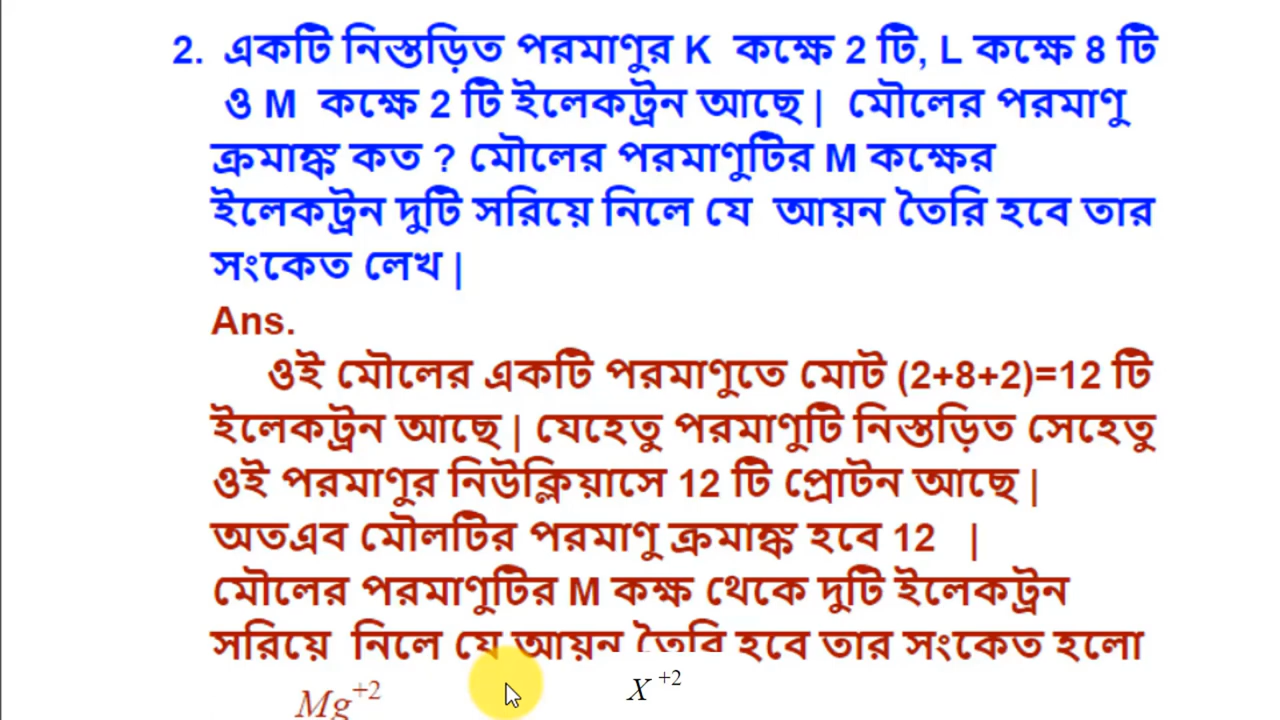 2. একটি নিস্তড়িত পরমাণুর K কক্ষে 2 টি, L কক্ষে 8 টি
ও M কক্ষে 2 টি ইলেকট্রন আছে | মৌলের পরমাণু
ক্রমাঙ্ক কত ? মৌলের পরমাণুটির M কক্ষের
ইলেকট্রন দুটি সরিয়ে নিলে যে আয়ন তৈরি হবে তার
সংকেত লেখ |
Ans.
ওই মৌলের একটি পরমাণুতে মোট (2+8+2)=12 টি
ইলেকট্রন আছে | যেহেতু পরমাণুটি নিস্তড়িত সেহেতু
ওই পরমাণুর নিউক্লিয়াসে 12 টি প্রোটন আছে |
অতএব মৌলটির পরমাণু ক্রমাঙ্ক হবে 12 |
মৌলের পরমাণুটির M কক্ষ থেকে দুটি ইলেকট্রন
সরিয়ে নিলে যে আয়ন তৈরি হবে তার সংকেত হলো
Mg⁺² X⁺²